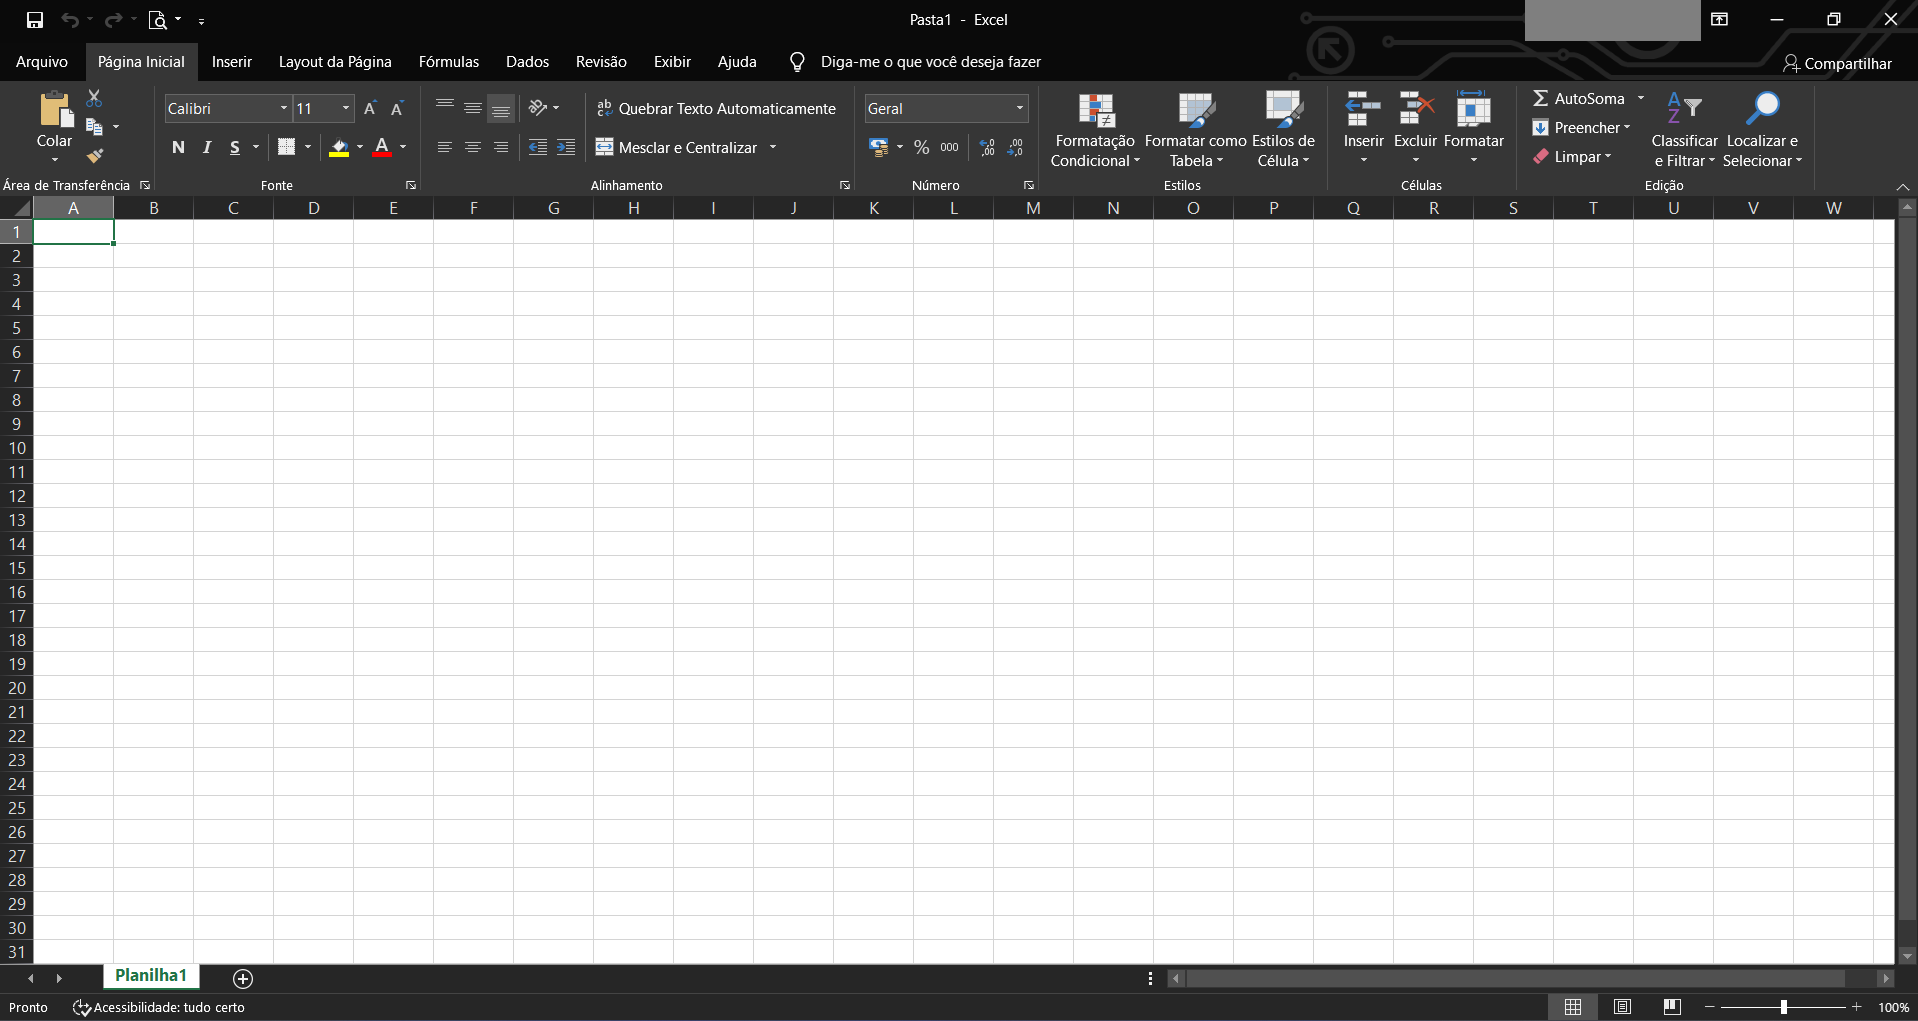 Pasta1 - Excel
Arquivo Página Inicial Inserir Layout da Página Fórmulas Dados Revisão Exibir Ajuda Diga-me o que você deseja fazer Compartilhar
Colar
Calibri 11
N I S
Quebrar Texto Automaticamente
Mesclar e Centralizar
Geral
% 000
Formatação Condicional
Formatar como Tabela
Estilos de Célula
Inserir Excluir Formatar
AutoSoma
Preencher
Limpar
Classificar e Filtrar
Localizar e Selecionar
Área de Transferência Fonte Alinhamento Número Estilos Células Edição
A B C D E F G H I J K L M N O P Q R S T U V W
1
2
3
4
5
6
7
8
9
10
11
12
13
14
15
16
17
18
19
20
21
22
23
24
25
26
27
28
29
30
31
Planilha1
Pronto Acessibilidade: tudo certo 100%